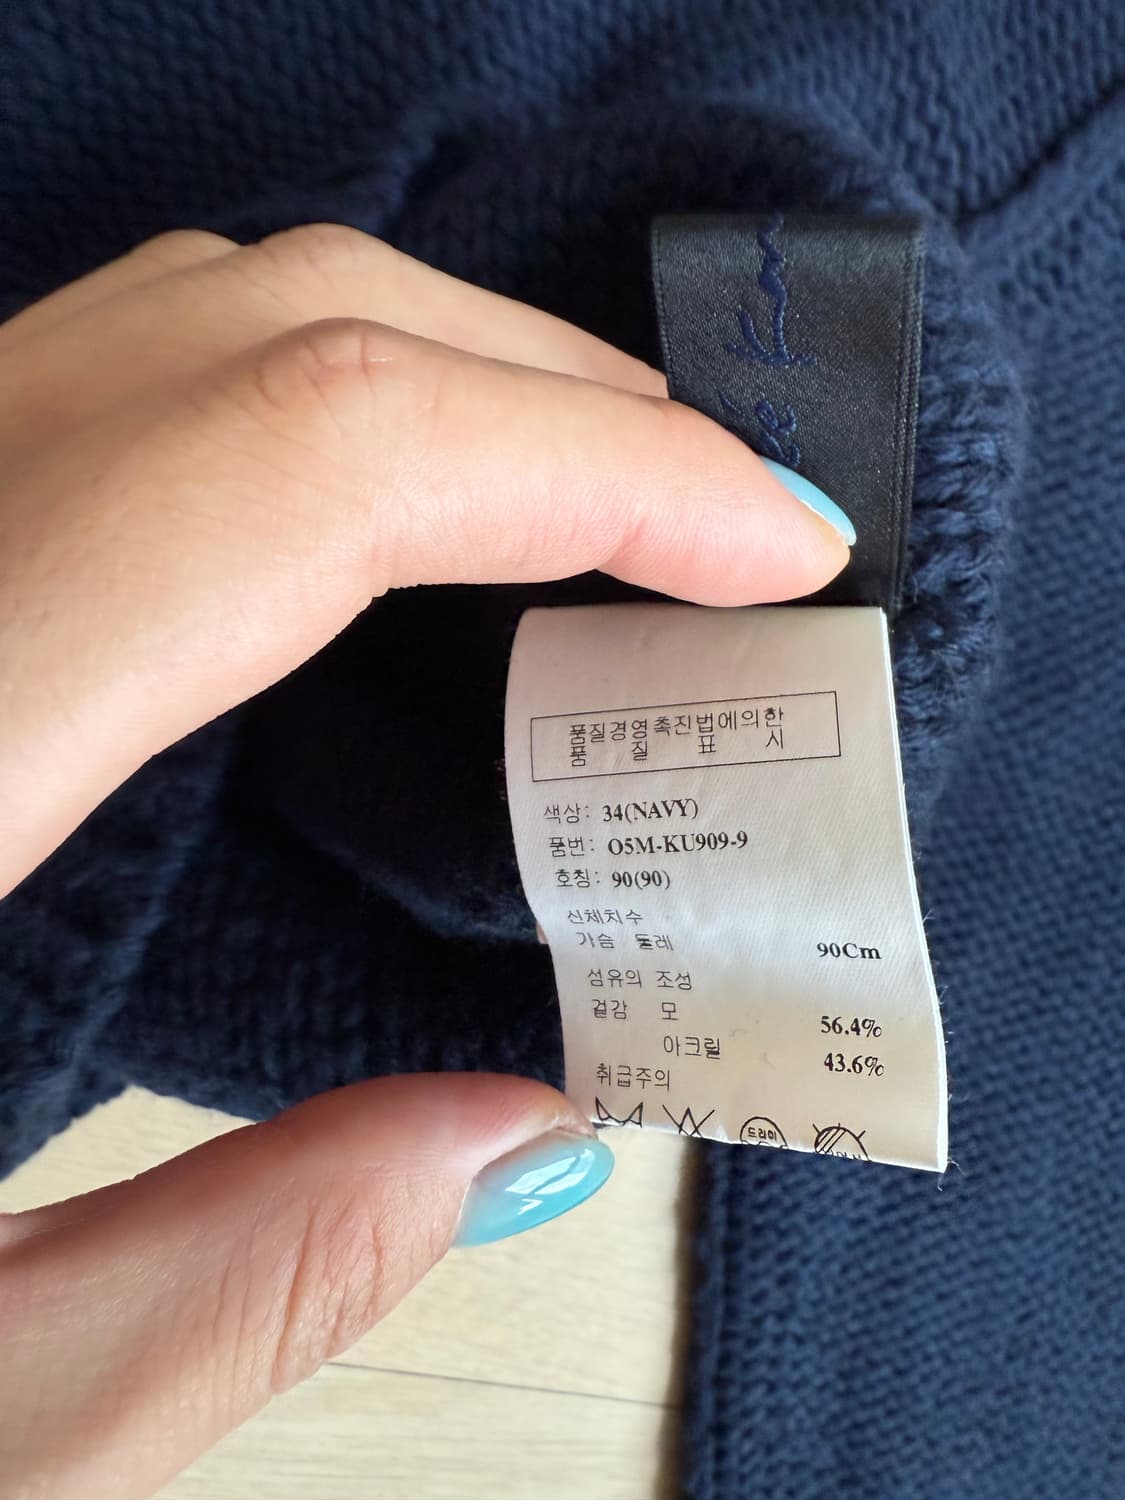 품질경영촉진법에의한
품 질 표 시
색상: 34(NAVY)
품번: O5M-KU909-9
호칭: 90(90)
신체치수
가슴 둘레 90Cm
섬유의 조성
겉감 모 56.4%
아크릴 43.6%
취급주의
드라이